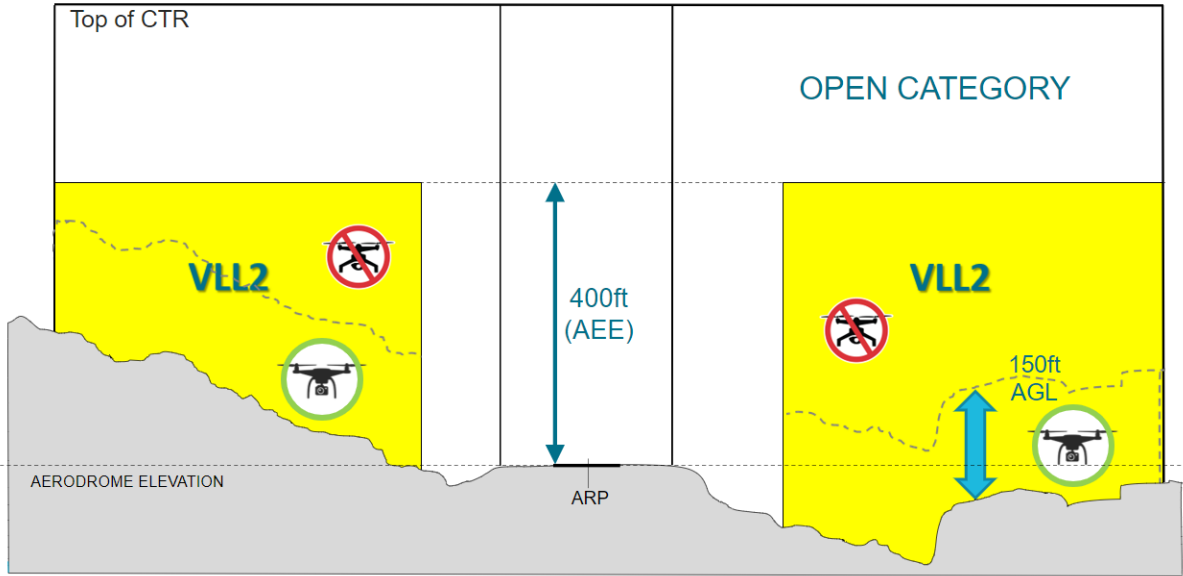 Top of CTR
OPEN CATEGORY
VLL2
VLL2
400ft
(AEE)
150ft
AGL
AERODROME ELEVATION
ARP